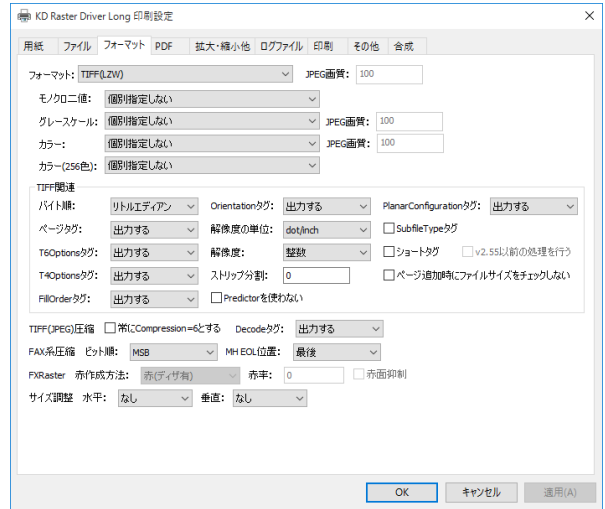 KD Raster Driver Long 印刷設定
用紙 ファイル フォーマット PDF 拡大・縮小他 ログファイル 印刷 その他 合成
フォーマット: TIFF(LZW) JPEG画質: 100
モノクロ二値: 個別指定しない
グレースケール: 個別指定しない JPEG画質: 100
カラー: 個別指定しない JPEG画質: 100
カラー(256色): 個別指定しない
TIFF関連
バイト順: リトルエディアン Orientationタグ: 出力する PlanarConfigurationタグ: 出力する
ページタグ: 出力する 解像度の単位: dot/inch SubfileTypeタグ
T6Optionsタグ: 出力する 解像度: 整数 ショートタグ v2.55以前の処理を行う
T4Optionsタグ: 出力する ストリップ分割: 0 ページ追加時にファイルサイズをチェックしない
FillOrderタグ: 出力する Predictorを使わない
TIFF(JPEG)圧縮 常にCompression=6とする Decodeタグ: 出力する
FAX系圧縮 ビット順: MSB MH EOL位置: 最後
FXRaster 赤作成方法: 赤(ディザ有) 赤率: 0 赤面抑制
サイズ調整 水平: なし 垂直: なし
OK キャンセル 適用(A)